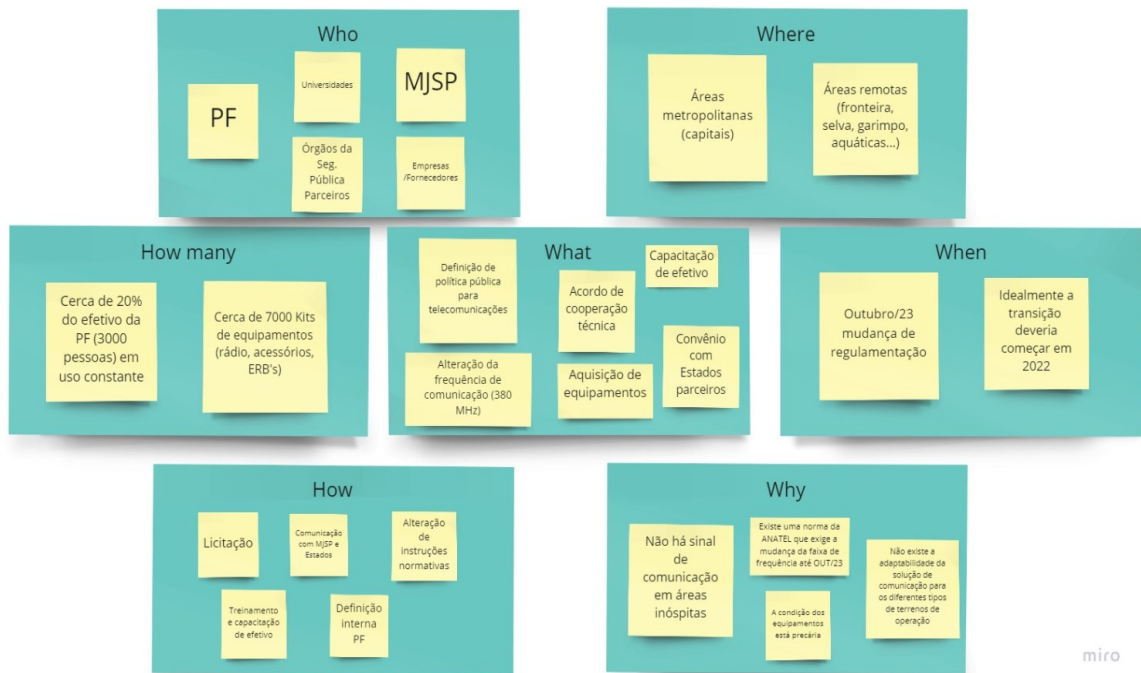 Who
PF
Universidades
MJSP
Órgãos da
Seg.
Pública
Parceiros
Empresas
/Fornecedores
Where
Áreas
metropolitanas
(capitais)
Áreas remotas
(fronteira,
selva, garimpo,
aquáticas...)
How many
Cerca de 20%
do efetivo da
PF (3000
pessoas) em
uso constante
Cerca de 7000 Kits
de equipamentos
(rádio, acessórios,
ERB's)
What
Definição de
política pública
para
telecomunicações
Acordo de
cooperação
técnica
Capacitação
de efetivo
Alteração da
frequência de
comunicação (380
MHz)
Aquisição de
equipamentos
Convênio
com
Estados
parceiros
When
Outubro/23
mudança de
regulamentação
Idealmente a
transição
deveria
começar em
2022
How
Licitação
Comunicação
com MJSP e
Estados
Alteração
de
instruções
normativas
Treinamento
e capacitação
de efetivo
Definição
interna
PF
Why
Não há sinal
de
comunicação
em áreas
inóspitas
Existe uma norma da
ANATEL que exige a
mudança da faixa de
frequência até OUT/23
A condição dos
equipamentos
está precária
Não existe a
adaptabilidade da
solução de
comunicação para
os diferentes tipos
de terrenos de
operação
miro